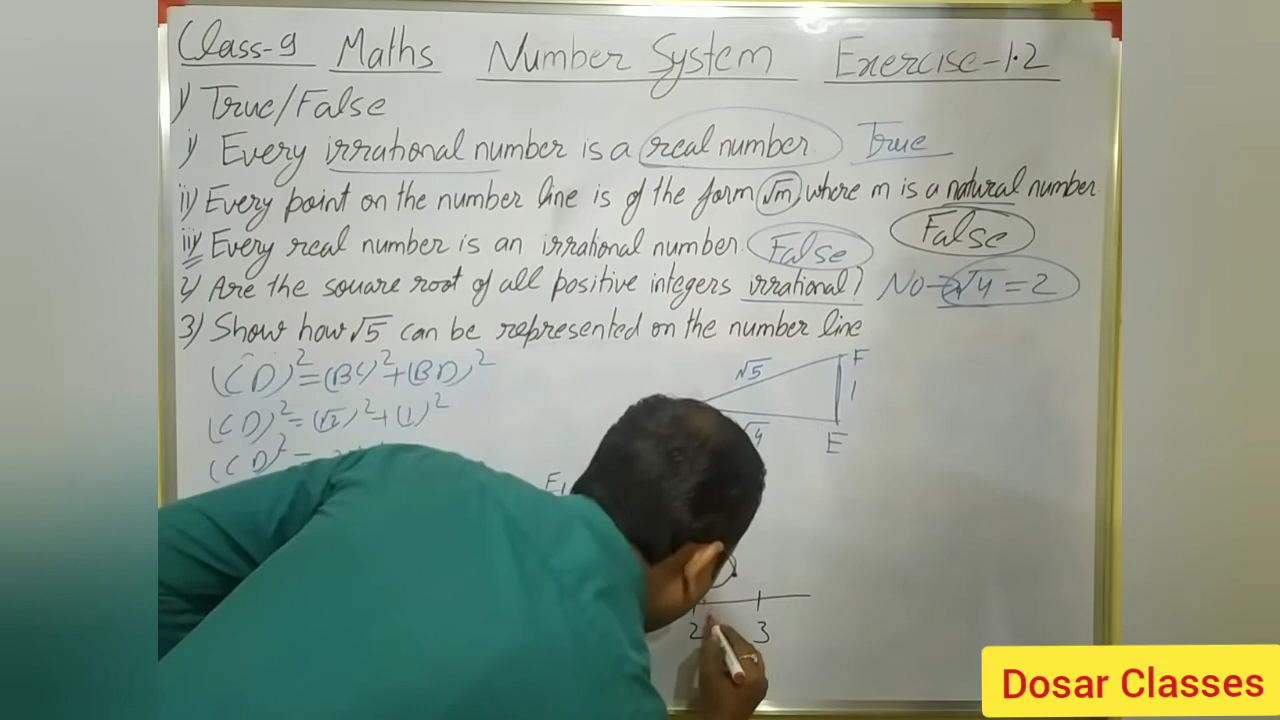 Class-9 Maths Number System Exercise-1.2
1) True/False
i) Every irrational number is a real number True
ii) Every point on the number line is of the form √m, where m is a natural number
False
iii) Every real number is an irrational number False
2) Are the square root of all positive integers irrational? No → √4 = 2
3) Show how √5 can be represented on the number line
(CD)² = (BC)² + (BD)²
(CD)² = (√2)² + (1)²
(CD)² =
√5 F
1
√4 E
2 3
Dosar Classes